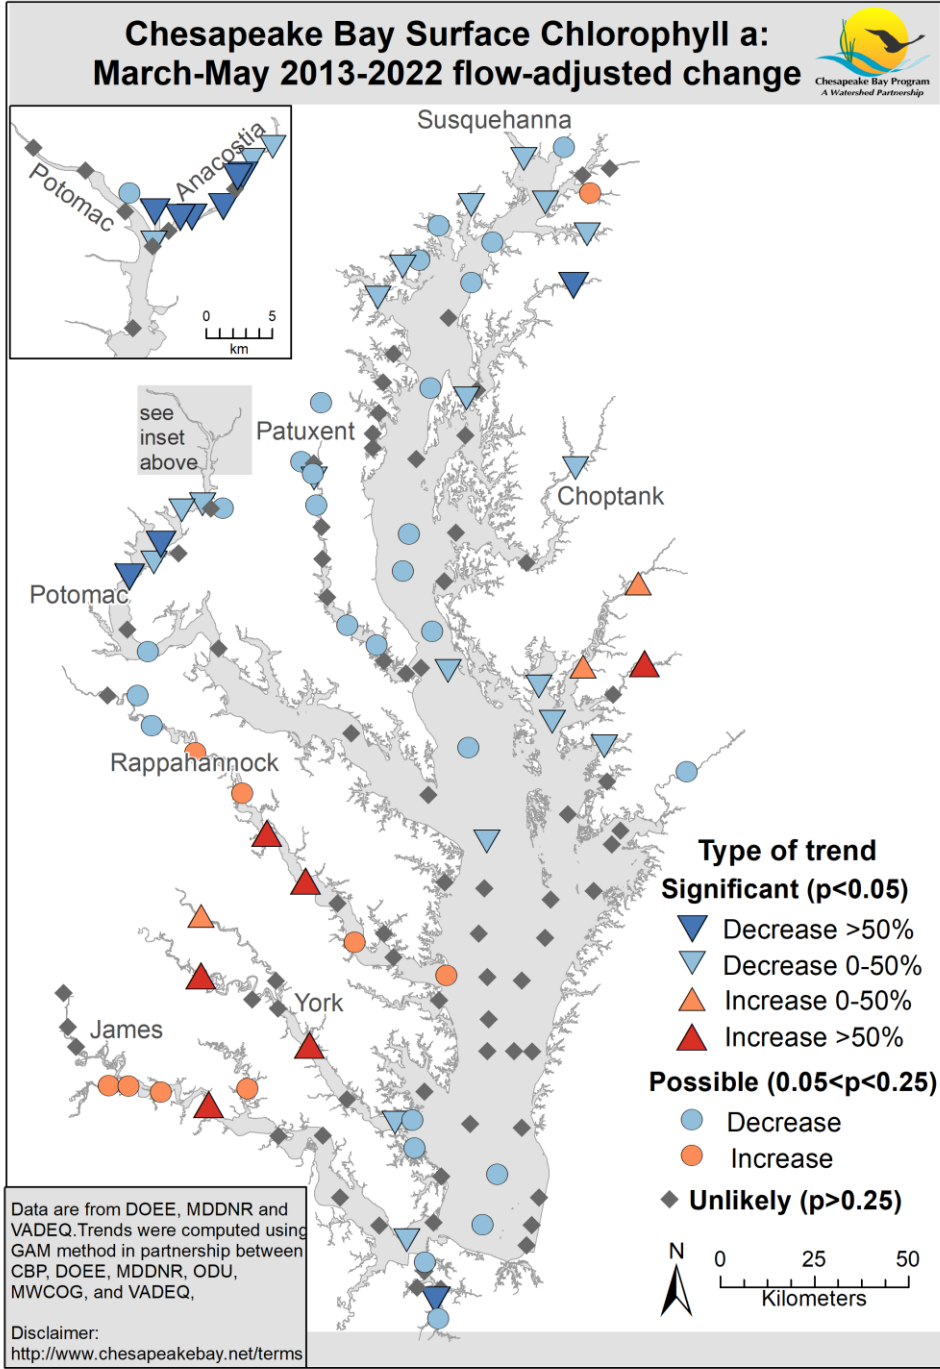 Chesapeake Bay Surface Chlorophyll a:
March-May 2013-2022 flow-adjusted change
Chesapeake Bay Program
A Watershed Partnership
Susquehanna
Potomac
Anacostia
0 5
km
see
inset
above
Patuxent
Choptank
Potomac
Rappahannock
York
James
Type of trend
Significant (p<0.05)
Decrease >50%
Decrease 0-50%
Increase 0-50%
Increase >50%
Possible (0.05<p<0.25)
Decrease
Increase
Unlikely (p>0.25)
Data are from DOEE, MDDNR and
VADEQ.Trends were computed using
GAM method in partnership between
CBP, DOEE, MDDNR, ODU,
MWCOG, and VADEQ,
Disclaimer:
http://www.chesapeakebay.net/terms
N
0 25 50
Kilometers